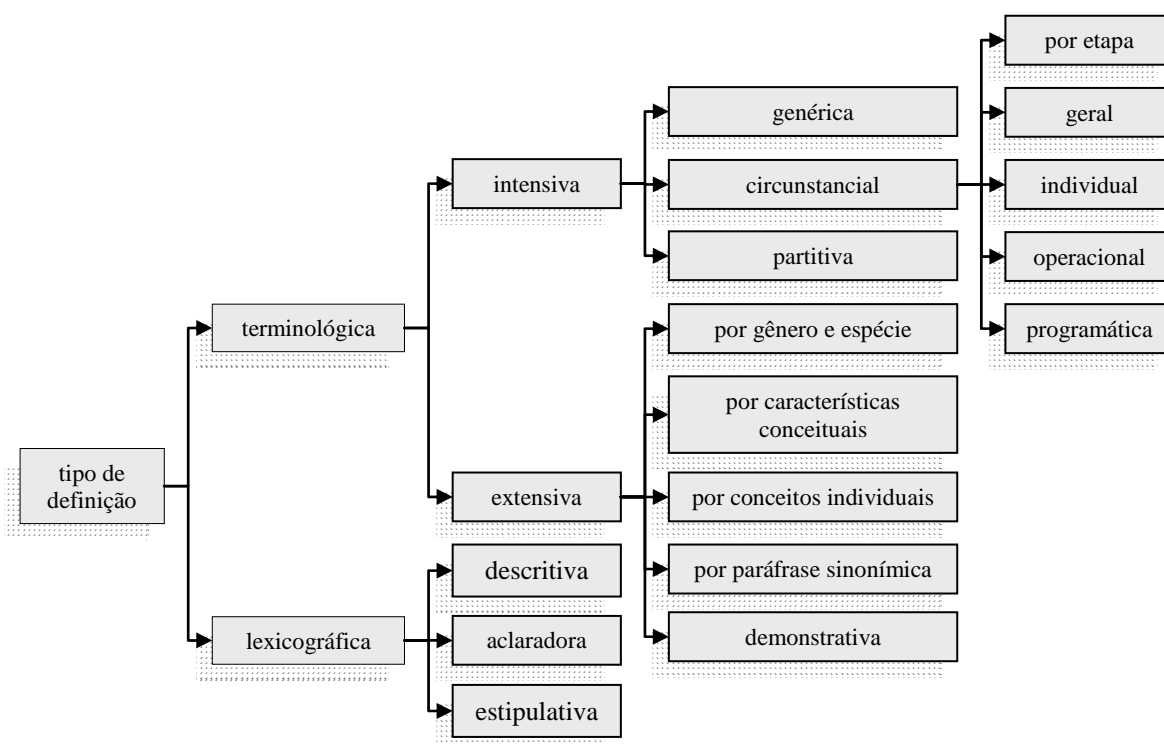 tipo de
definição
terminológica
lexicográfica
intensiva
extensiva
descritiva
aclaradora
estipulativa
genérica
circunstancial
partitiva
por gênero e espécie
por características
conceituais
por conceitos individuais
por paráfrase sinonímica
demonstrativa
por etapa
geral
individual
operacional
programática